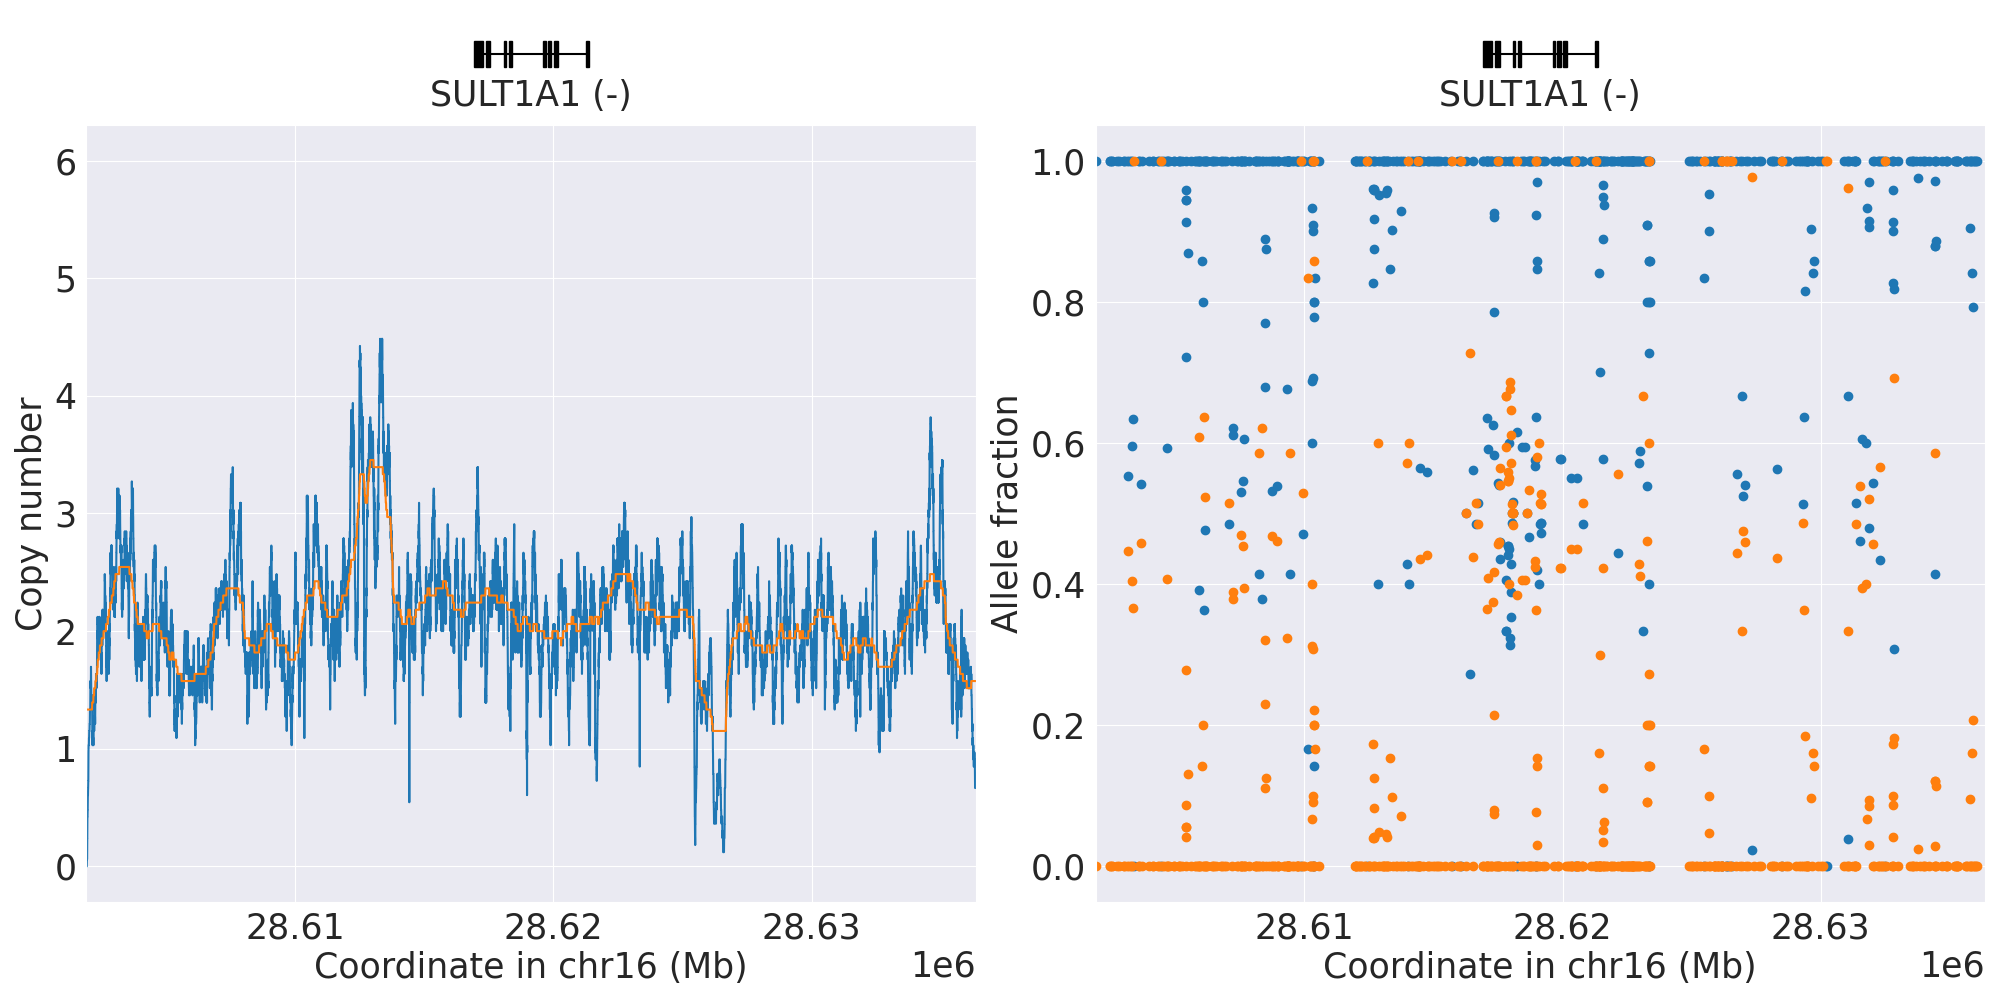 SULT1A1 (-)
6
5
4
3
2
1
0
Copy number
28.61
28.62
28.63
Coordinate in chr16 (Mb)
1e6
SULT1A1 (-)
1.0
0.8
0.6
0.4
0.2
0.0
Allele fraction
28.61
28.62
28.63
Coordinate in chr16 (Mb)
1e6